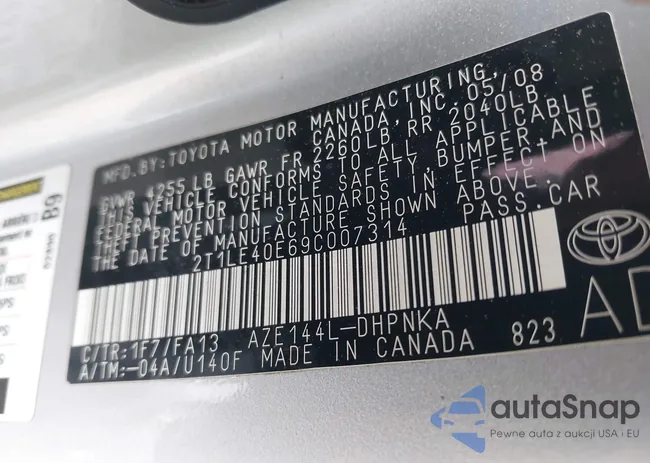 MFD.BY:TOYOTA MOTOR MANUFACTURING,
CANADA, INC. 05/08
GVWR 4255 LB GAWR FR 2260LB RR 2040LB
THIS VEHICLE CONFORMS TO ALL APPLICABLE
FEDERAL MOTOR VEHICLE SAFETY, BUMPER AND
THEFT PREVENTION STANDARDS IN EFFECT ON
THE DATE OF MANUFACTURE SHOWN ABOVE.
2T1LE40E69C007314 PASS.CAR
C/TR:1F7/FA13 AZE144L-DHPNKA
A/TM:-04A/U140F MADE IN CANADA 823
AD
B9
autaSnap
Pewne auta z aukcji USA i EU